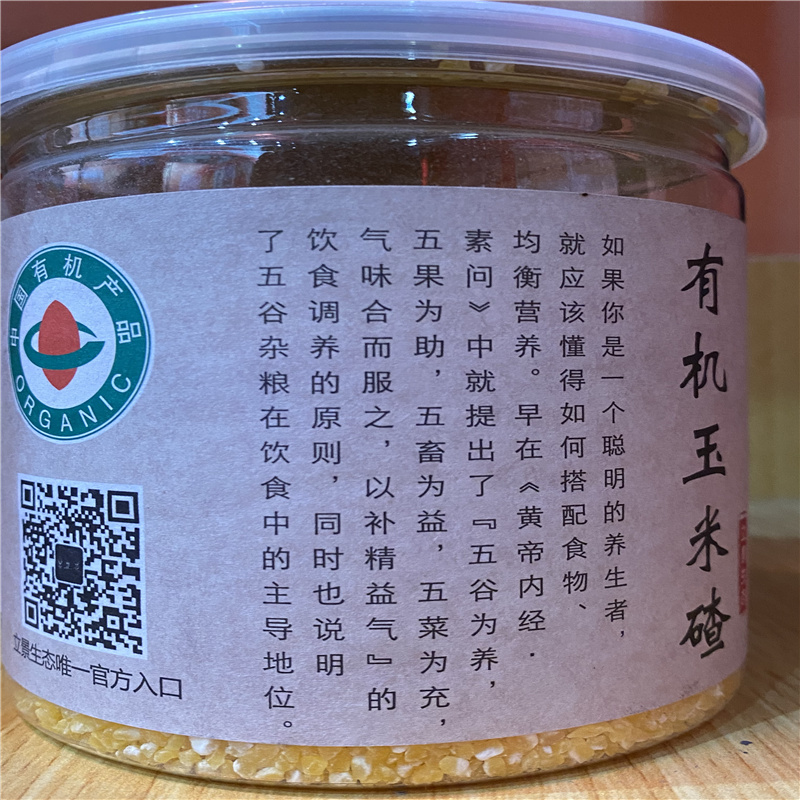 有机玉米碴
如果你是一个聪明的养生者，
就应该懂得如何搭配食物、
均衡营养。早在《黄帝内经·
素问》中就提出了『五谷为养，
五果为助，五畜为益，五菜为充，
气味合而服之，以补精益气』的
饮食调养的原则，同时也说明
了五谷杂粮在饮食中的主导地位。
中国有机产品
ORGANIC
立景生态唯一官方入口